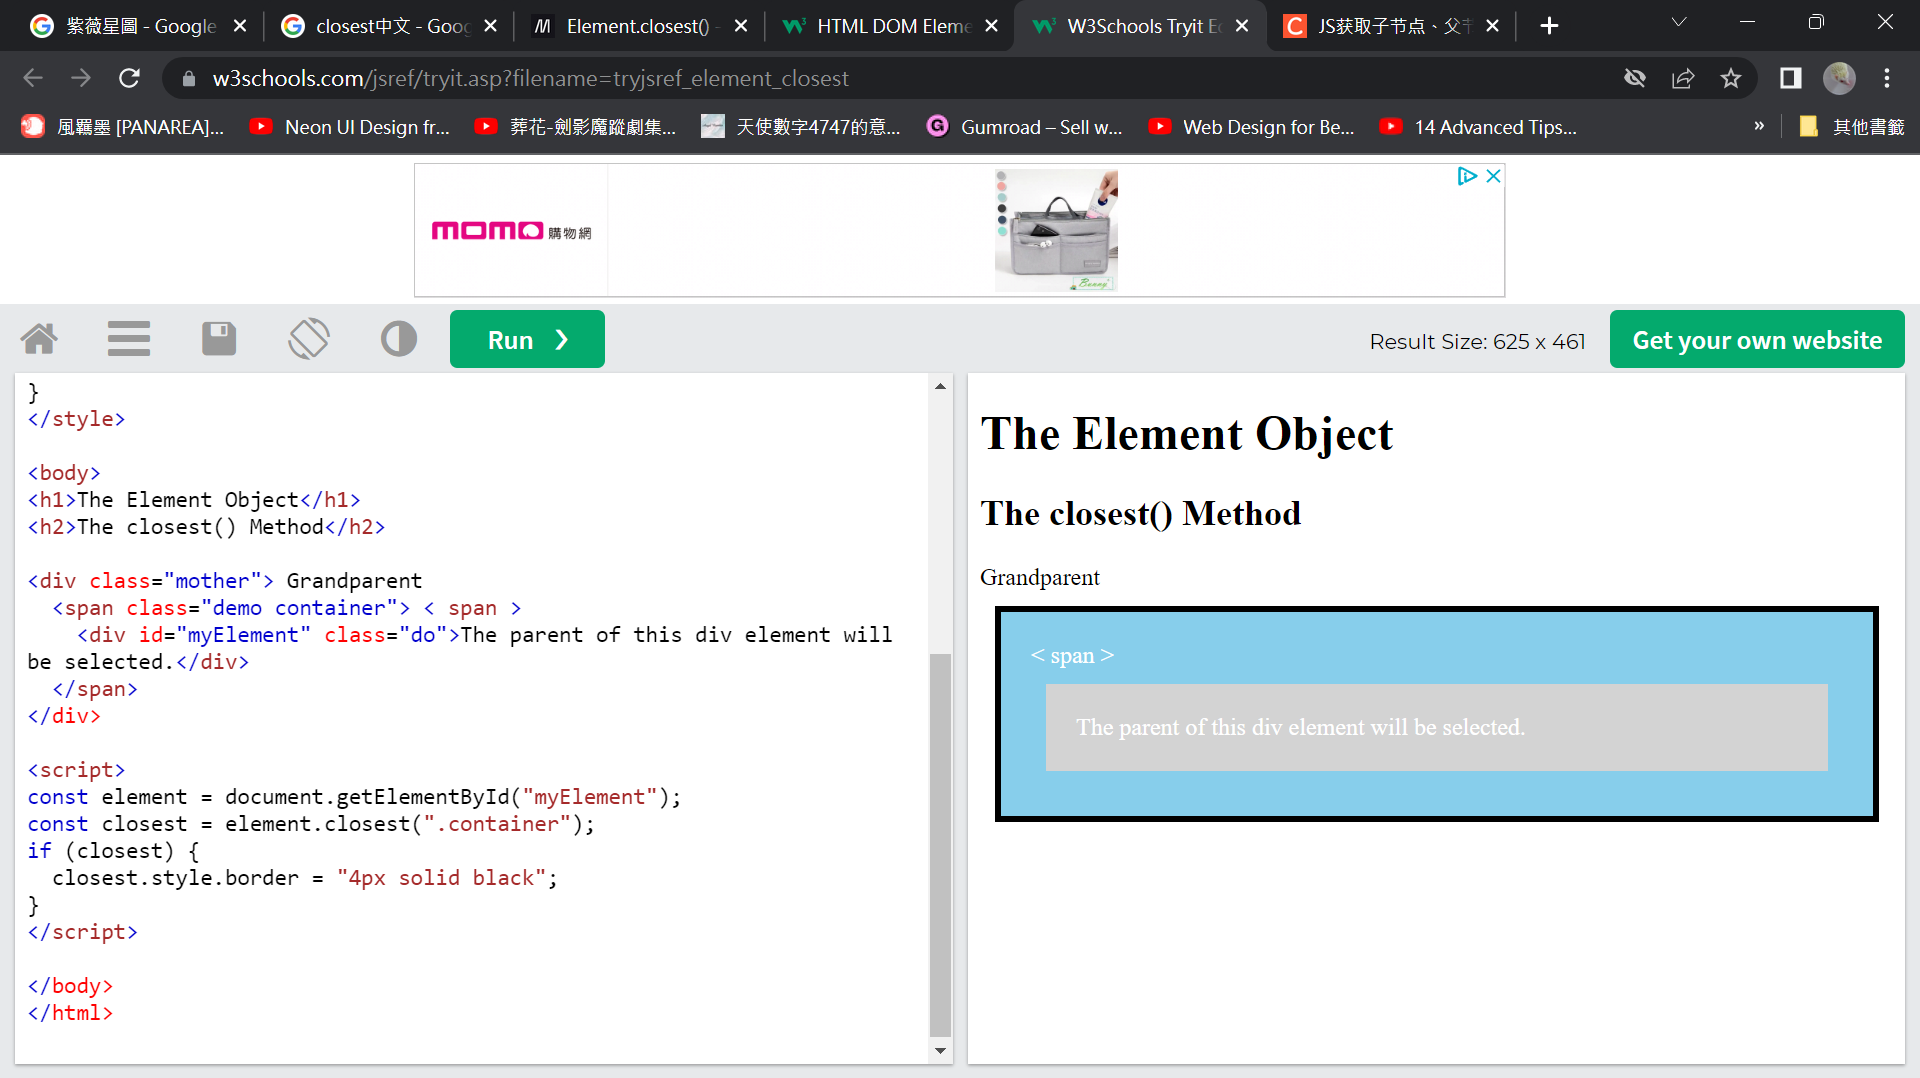 紫薇星圖 - Google
closest中文 - Goog
Element.closest() -
HTML DOM Eleme
W3Schools Tryit Ec
JS获取子节点、父节
w3schools.com/jsref/tryit.asp?filename=tryjsref_element_closest
風羈墨 [PANAREA]...
Neon UI Design fr...
葬花-劍影魔蹤劇集...
天使數字4747的意...
Gumroad – Sell w...
Web Design for Be...
14 Advanced Tips...
»
其他書籤
momo購物網
Bunny
Run ❯
Result Size: 625 x 461
Get your own website
}
</style>
<body>
<h1>The Element Object</h1>
<h2>The closest() Method</h2>
<div class="mother"> Grandparent
<span class="demo container"> < span >
<div id="myElement" class="do">The parent of this div element will
be selected.</div>
</span>
</div>
<script>
const element = document.getElementById("myElement");
const closest = element.closest(".container");
if (closest) {
closest.style.border = "4px solid black";
}
</script>
</body>
</html>
The Element Object
The closest() Method
Grandparent
< span >
The parent of this div element will be selected.